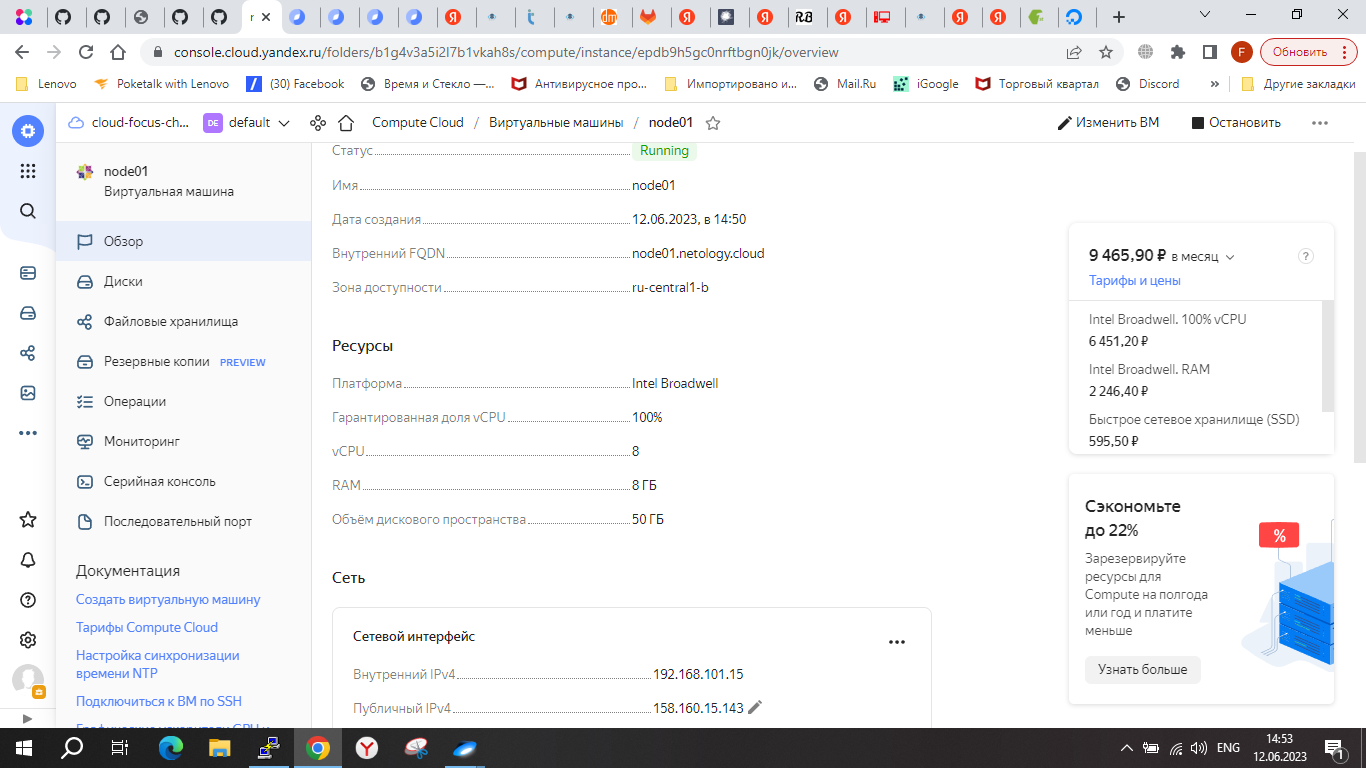 console.cloud.yandex.ru/folders/b1g4v3a5i2l7b1vkah8s/compute/instance/epdb9h5gc0nrftbgn0jk/overview
F
Обновить
Lenovo
Poketalk with Lenovo
(30) Facebook
Время и Стекло —...
Антивирусное про...
Импортировано и...
Mail.Ru
iGoogle
Торговый квартал
Discord
»
Другие закладки
cloud-focus-ch...
DE
default
Compute Cloud / Виртуальные машины / node01
Изменить ВМ
Остановить
node01
Виртуальная машина
Обзор
Диски
Файловые хранилища
Резервные копии PREVIEW
Операции
Мониторинг
Серийная консоль
Последовательный порт
Документация
Создать виртуальную машину
Тарифы Compute Cloud
Настройка синхронизации
времени NTP
Подключиться к ВМ по SSH
Статус Running
Имя node01
Дата создания 12.06.2023, в 14:50
Внутренний FQDN node01.netology.cloud
Зона доступности ru-central1-b
Ресурсы
Платформа Intel Broadwell
Гарантированная доля vCPU 100%
vCPU 8
RAM 8 ГБ
Объём дискового пространства 50 ГБ
Сеть
Сетевой интерфейс
Внутренний IPv4 192.168.101.15
Публичный IPv4 158.160.15.143
9 465,90 ₽ в месяц
?
Тарифы и цены
Intel Broadwell. 100% vCPU
6 451,20 ₽
Intel Broadwell. RAM
2 246,40 ₽
Быстрое сетевое хранилище (SSD)
595,50 ₽
Сэкономьте
до 22%
%
Зарезервируйте
ресурсы для
Compute на полгода
или год и платите
меньше
Узнать больше
ENG
14:53
12.06.2023
1